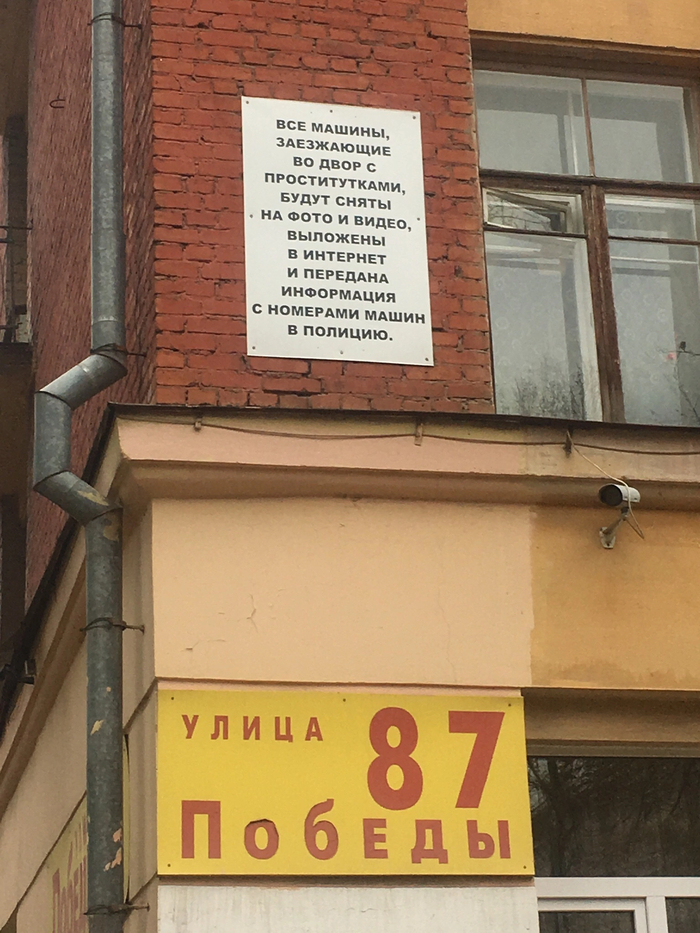 ВСЕ МАШИНЫ,
ЗАЕЗЖАЮЩИЕ
ВО ДВОР С
ПРОСТИТУТКАМИ,
БУДУТ СНЯТЫ
НА ФОТО И ВИДЕО,
ВЫЛОЖЕНЫ
В ИНТЕРНЕТ
И ПЕРЕДАНА
ИНФОРМАЦИЯ
С НОМЕРАМИ МАШИН
В ПОЛИЦИЮ.
УЛИЦА 87
Победы